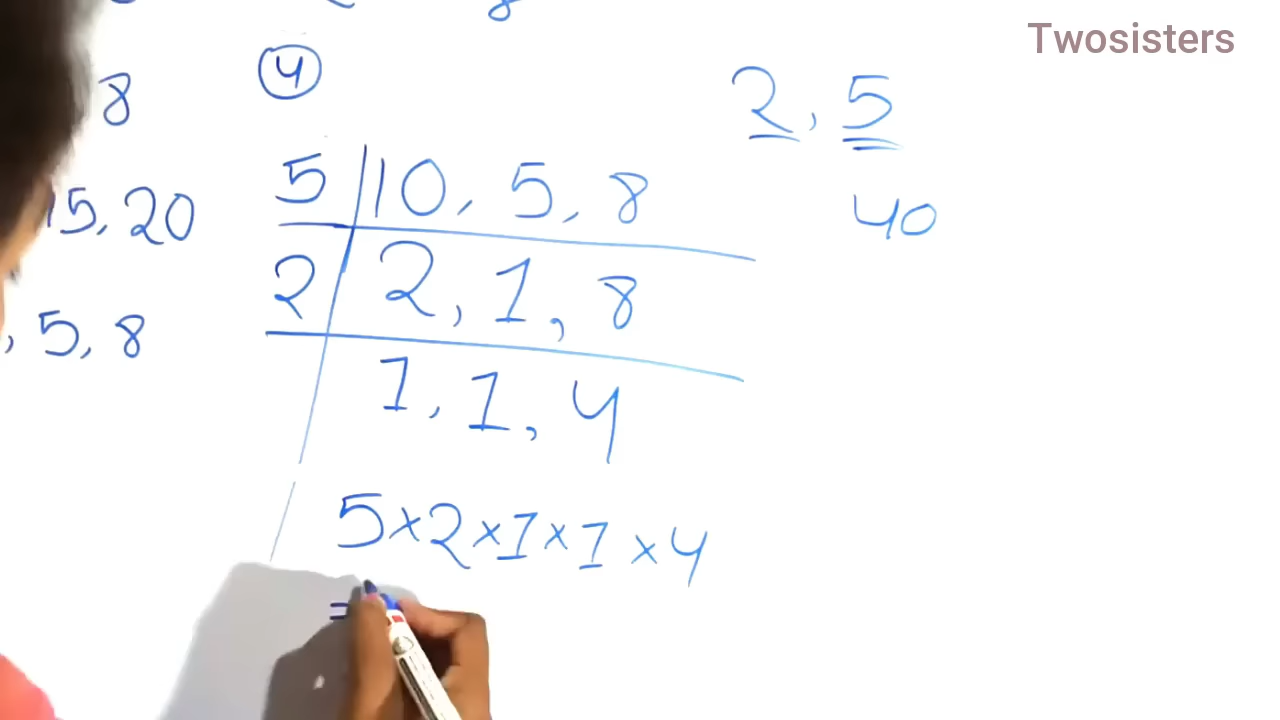 Twosisters
8
4
2, 5
5 10, 5, 8
15, 20
40
2 2, 1, 8
, 5, 8
1, 1, 4
5×2×1×1×4
=